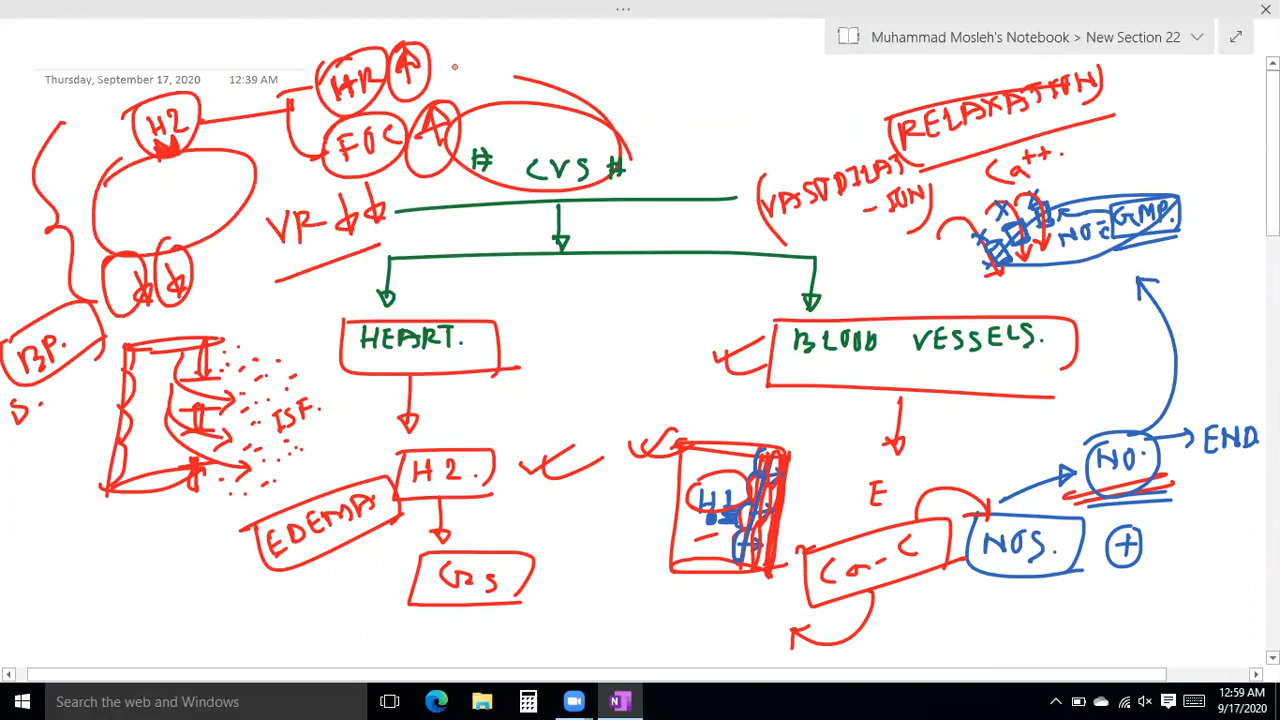 Muhammad Mosleh's Notebook > New Section 22
Thursday, September 17, 2020 12:39 AM
HR
H2
FOC
# CVS #
RELAXATION
Ca++.
(VASODILAT
-ION)
VR
NO=
GMP.
HEART.
BLOOD VESSELS.
BP.
D.
ISF.
H2.
EDEMA
Gs
H1
E
Ca-C
NOS.
+
NO.
END
Search the web and Windows
12:59 AM
9/17/2020